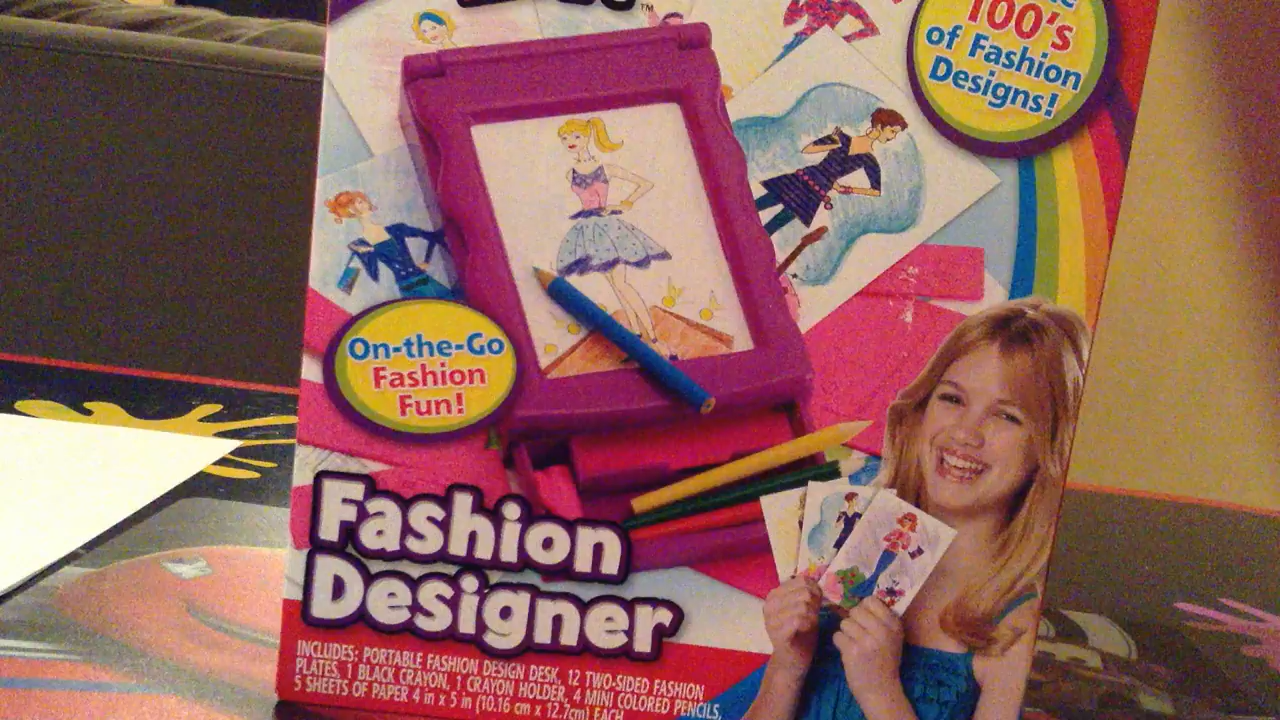 TM
100's
of Fashion
Designs!
On-the-Go
Fashion
Fun!
Fashion
Designer
INCLUDES: PORTABLE FASHION DESIGN DESK, 12 TWO-SIDED FASHION
PLATES, 1 BLACK CRAYON, 1 CRAYON HOLDER, 4 MINI COLORED PENCILS,
5 SHEETS OF PAPER 4 in x 5 in (10.16 cm x 12.7cm) EACH